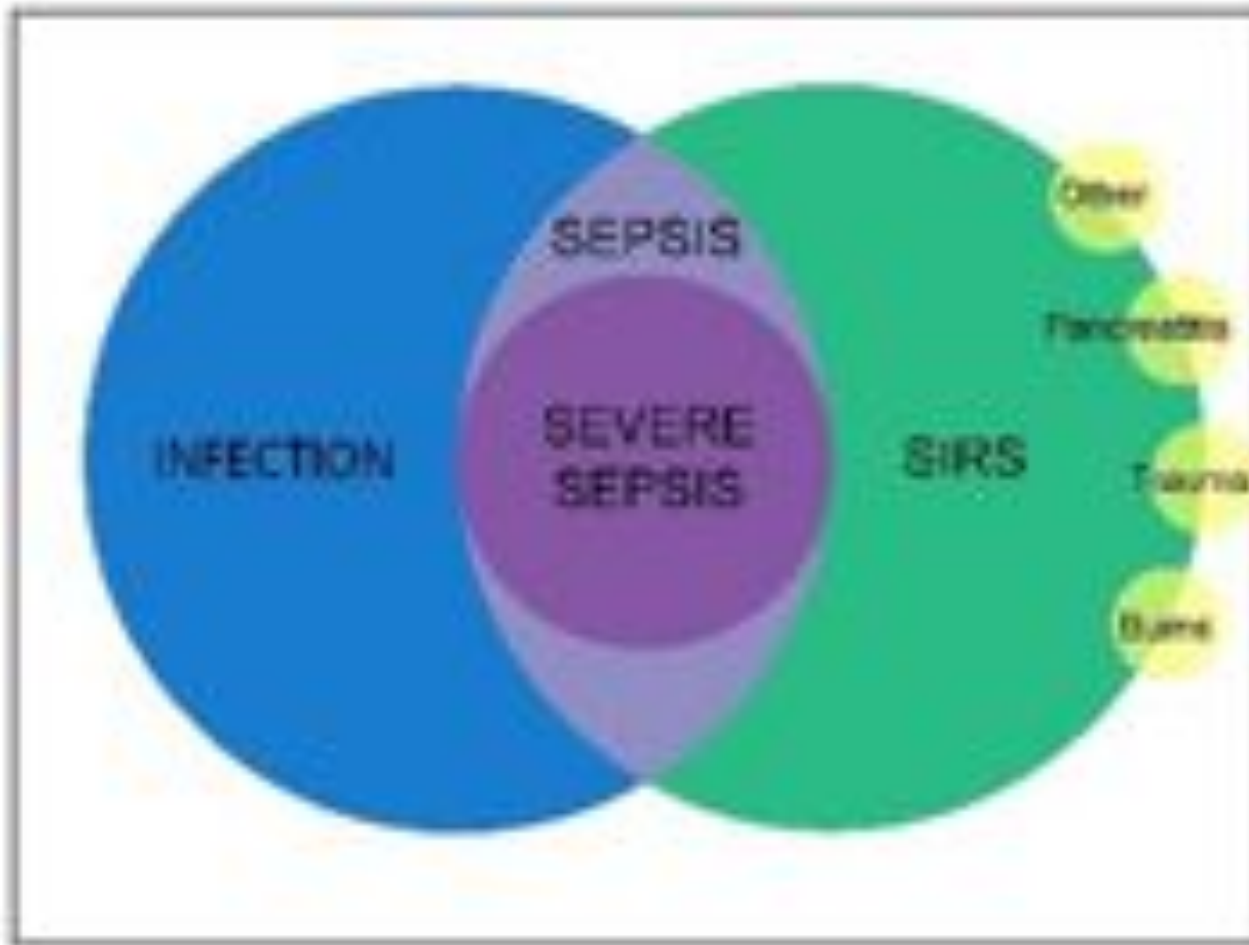 Other
SEPSIS
Pancreatitis
SEVERE
SEPSIS
INFECTION
SIRS
Trauma
Burns